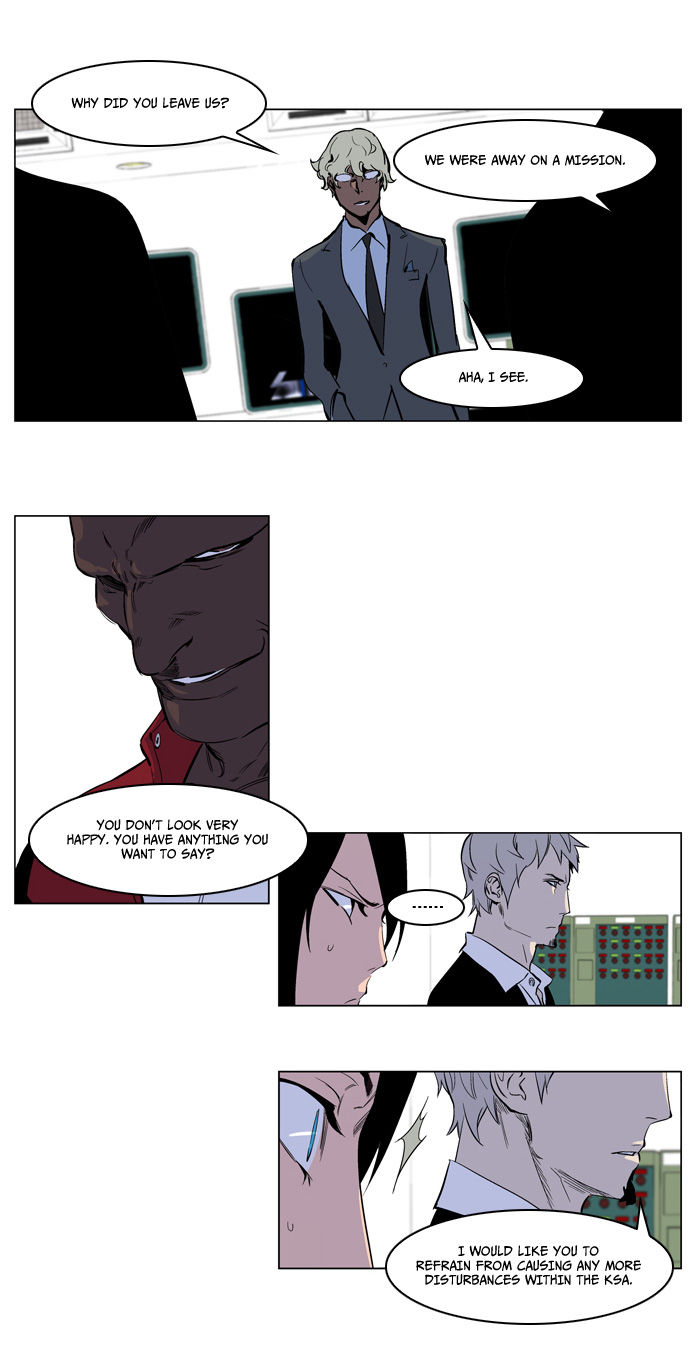 WHY DID YOU LEAVE US?
WE WERE AWAY ON A MISSION.
AHA, I SEE.
YOU DON'T LOOK VERY
HAPPY. YOU HAVE ANYTHING YOU
WANT TO SAY?
......
I WOULD LIKE YOU TO
REFRAIN FROM CAUSING ANY MORE
DISTURBANCES WITHIN THE KSA.